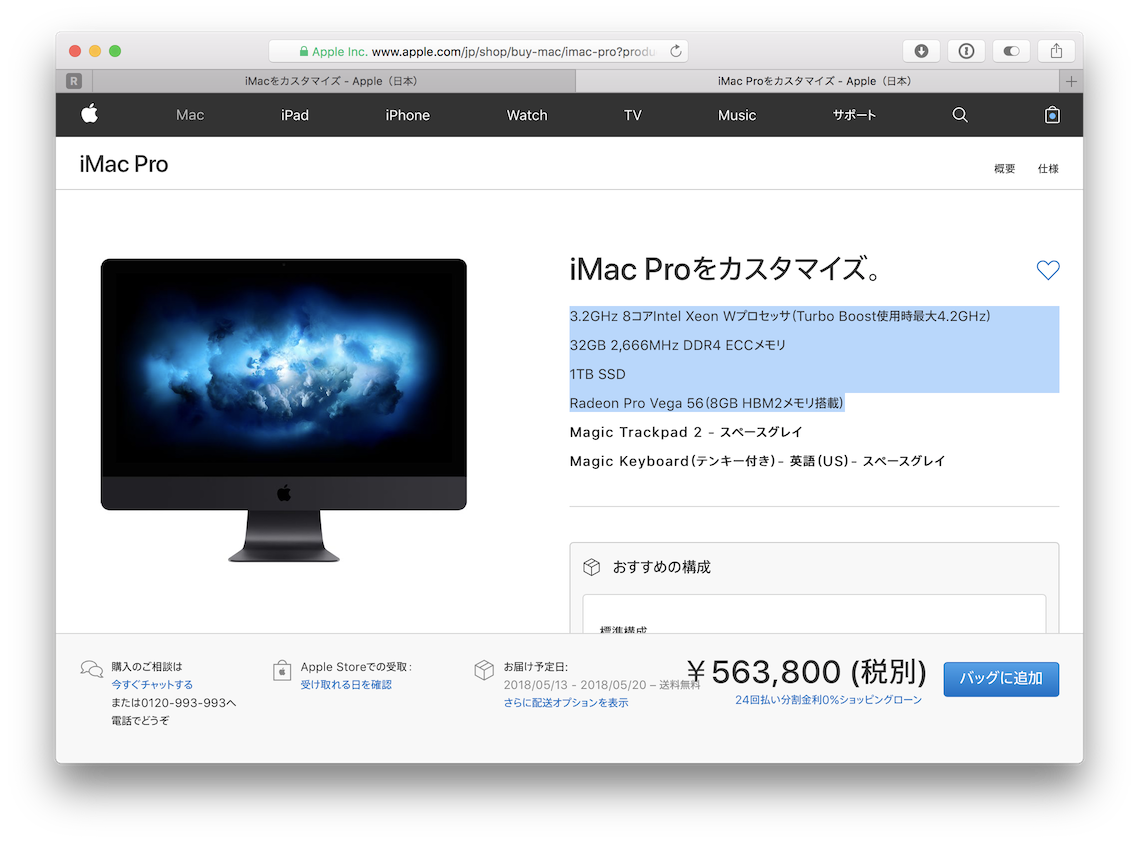 Apple Inc. www.apple.com/jp/shop/buy-mac/imac-pro?produ
R
iMacをカスタマイズ - Apple（日本）
iMac Proをカスタマイズ - Apple（日本）
Mac
iPad
iPhone
Watch
TV
Music
サポート
iMac Pro
概要
仕様
iMac Proをカスタマイズ。
3.2GHz 8コアIntel Xeon Wプロセッサ(Turbo Boost使用時最大4.2GHz)
32GB 2,666MHz DDR4 ECCメモリ
1TB SSD
Radeon Pro Vega 56(8GB HBM2メモリ搭載)
Magic Trackpad 2 - スペースグレイ
Magic Keyboard(テンキー付き) - 英語(US) - スペースグレイ
おすすめの構成
標準構成
購入のご相談は
今すぐチャットする
または0120-993-993へ
電話でどうぞ
Apple Storeでの受取:
受け取れる日を確認
お届け予定日:
2018/05/13 - 2018/05/20 – 送料無料
さらに配送オプションを表示
¥563,800 (税別)
24回払い分割金利0%ショッピングローン
バッグに追加